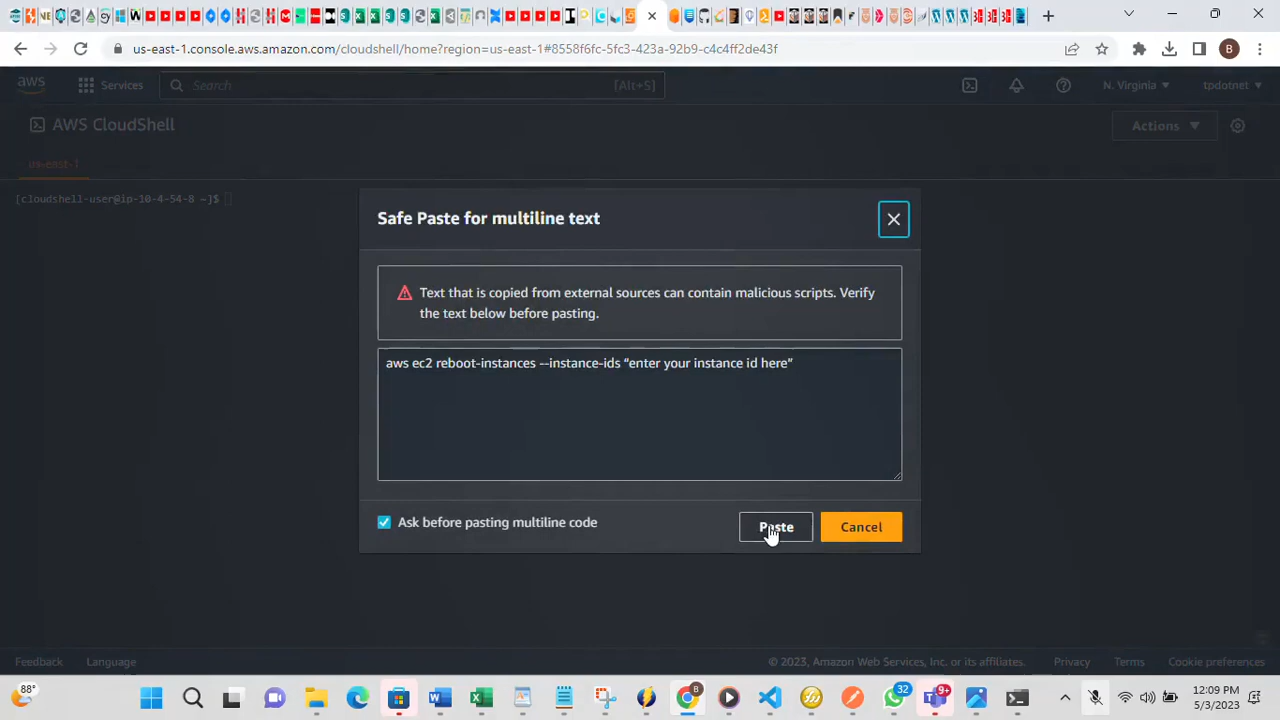 us-east-1.console.aws.amazon.com/cloudshell/home?region=us-east-1#8558f6fc-5fc3-423a-92b9-c4c4ff2de43f
B
aws
Services
Search
[Alt+S]
N. Virginia
tpdotnet
AWS CloudShell
Actions
us-east-1
[cloudshell-user@ip-10-4-54-8 ~]$
Safe Paste for multiline text
Text that is copied from external sources can contain malicious scripts. Verify
the text below before pasting.
aws ec2 reboot-instances --instance-ids “enter your instance id here”
Ask before pasting multiline code
Paste
Cancel
Feedback
Language
© 2023, Amazon Web Services, Inc. or its affiliates.
Privacy
Terms
Cookie preferences
88°
32
9+
12:09 PM
5/3/2023